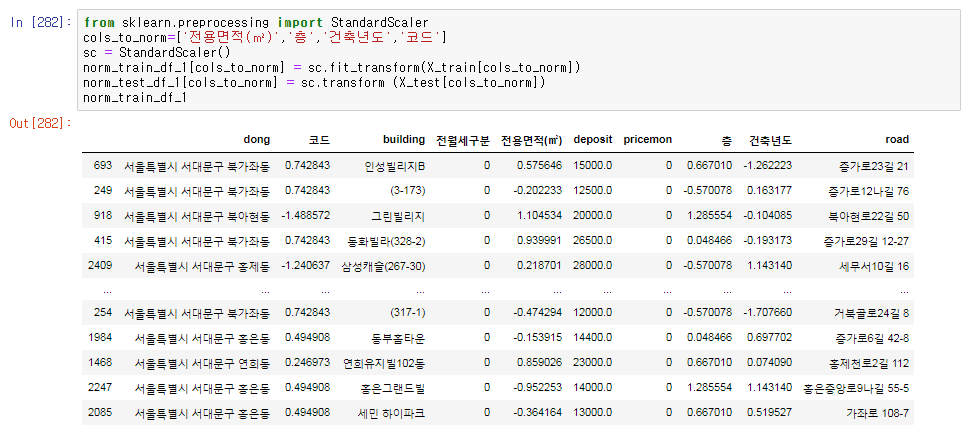 In [282]: from sklearn.preprocessing import StandardScaler
cols_to_norm=['전용면적(㎡)','층','건축년도','코드']
sc = StandardScaler()
norm_train_df_1[cols_to_norm] = sc.fit_transform(X_train[cols_to_norm])
norm_test_df_1[cols_to_norm] = sc.transform (X_test[cols_to_norm])
norm_train_df_1
Out[282]:
dong 코드 building 전월세구분 전용면적(㎡) deposit pricemon 층 건축년도 road
693 서울특별시 서대문구 북가좌동 0.742843 인성빌리지B 0 0.575646 15000.0 0 0.667010 -1.262223 증가로23길 21
249 서울특별시 서대문구 북가좌동 0.742843 (3-173) 0 -0.202233 12500.0 0 -0.570078 0.163177 증가로12나길 76
918 서울특별시 서대문구 북아현동 -1.488572 그린빌리지 0 1.104534 20000.0 0 1.285554 -0.104085 북아현로22길 50
415 서울특별시 서대문구 북가좌동 0.742843 동화빌라(328-2) 0 0.939991 26500.0 0 0.048466 -0.193173 증가로29길 12-27
2409 서울특별시 서대문구 홍제동 -1.240637 삼성캐슬(267-30) 0 0.218701 28000.0 0 -0.570078 1.143140 세무서10길 16
... ... ... ... ... ... ... ... ... ... ...
254 서울특별시 서대문구 북가좌동 0.742843 (317-1) 0 -0.474294 12000.0 0 -0.570078 -1.707660 거북골로24길 8
1984 서울특별시 서대문구 홍은동 0.494908 동부홈타운 0 -0.153915 14400.0 0 0.048466 0.697702 증가로6길 42-8
1468 서울특별시 서대문구 연희동 0.246973 연희유지빌102동 0 0.859026 23000.0 0 0.667010 0.074090 홍제천로2길 112
2247 서울특별시 서대문구 홍은동 0.494908 홍은그랜드빌 0 -0.952253 14000.0 0 1.285554 1.143140 홍은중앙로9나길 55-5
2085 서울특별시 서대문구 홍은동 0.494908 세민 하이파크 0 -0.364164 13000.0 0 0.667010 0.519527 가좌로 108-7